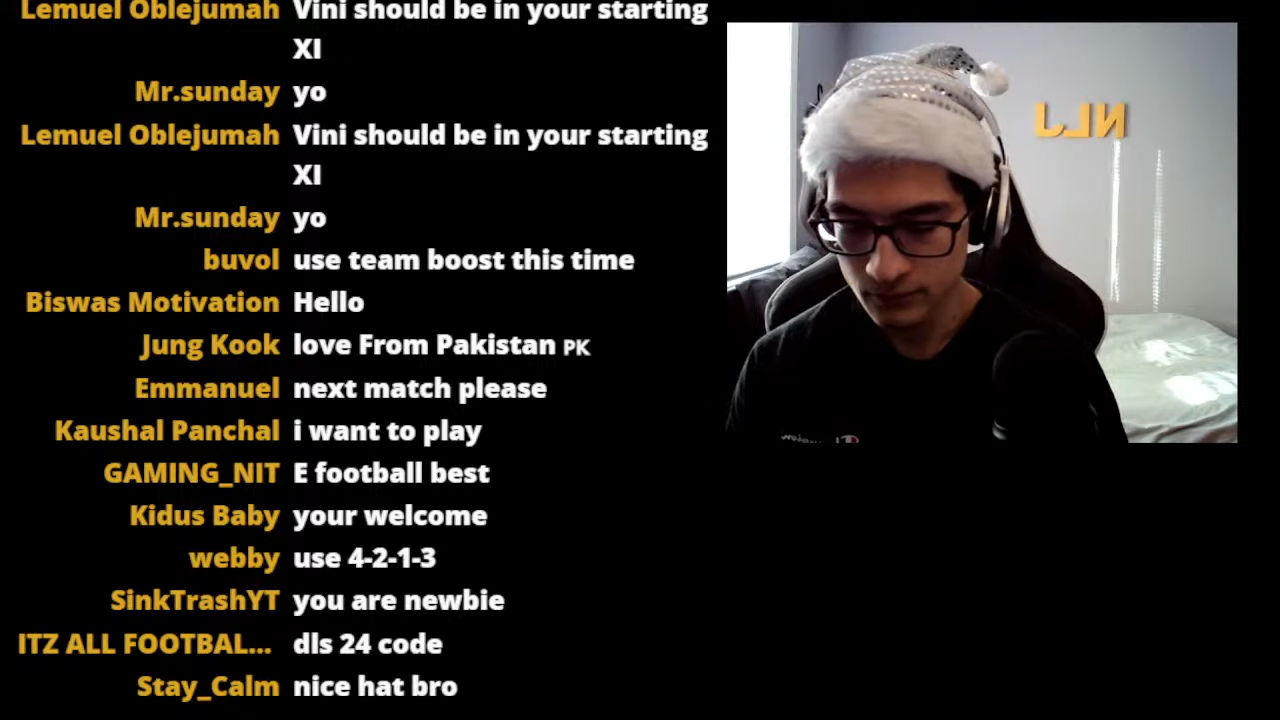 Lemuel Oblejumah Vini should be in your starting
XI
Mr.sunday yo
Lemuel Oblejumah Vini should be in your starting
XI
Mr.sunday yo
buvol use team boost this time
Biswas Motivation Hello
Jung Kook love From Pakistan PK
Emmanuel next match please
Kaushal Panchal i want to play
GAMING_NIT E football best
Kidus Baby your welcome
webby use 4-2-1-3
SinkTrashYT you are newbie
ITZ ALL FOOTBAL... dls 24 code
Stay_Calm nice hat bro
NLJ